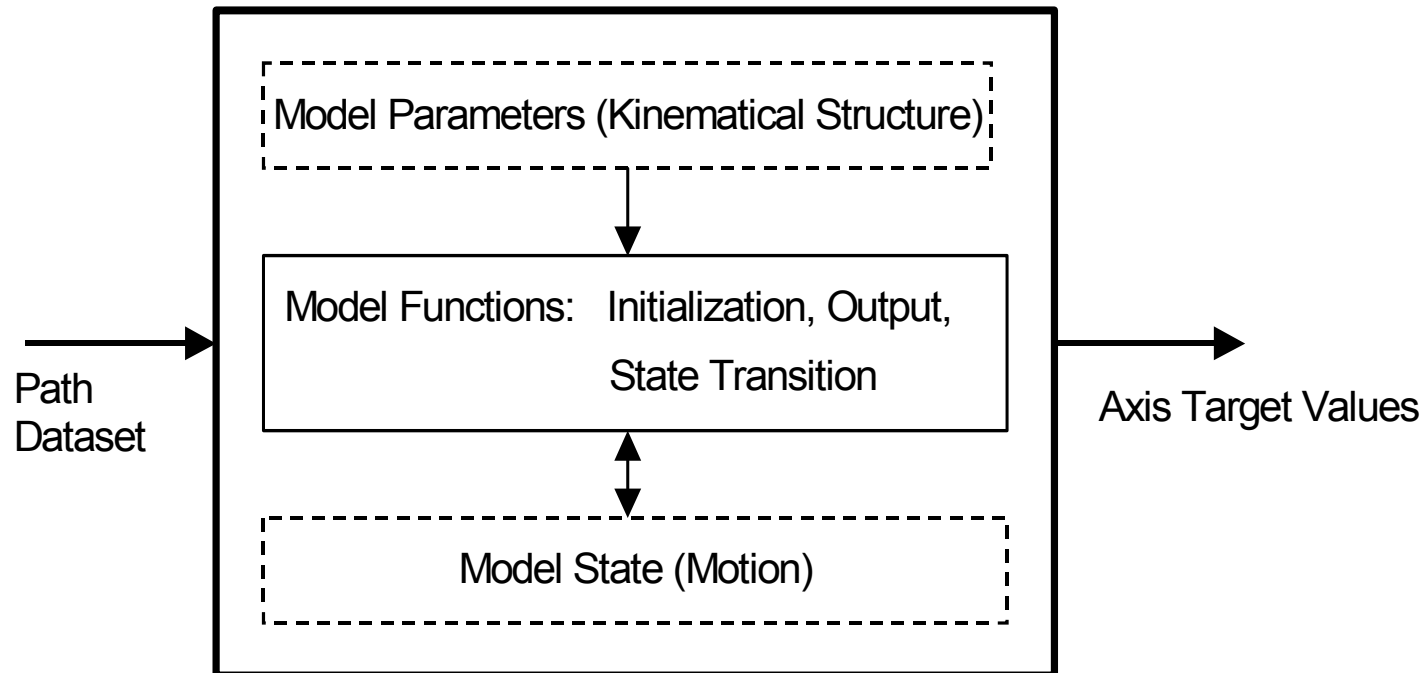 Model Parameters (Kinematical Structure)
Model Functions: Initialization, Output,
State Transition
Path
Dataset
Axis Target Values
Model State (Motion)